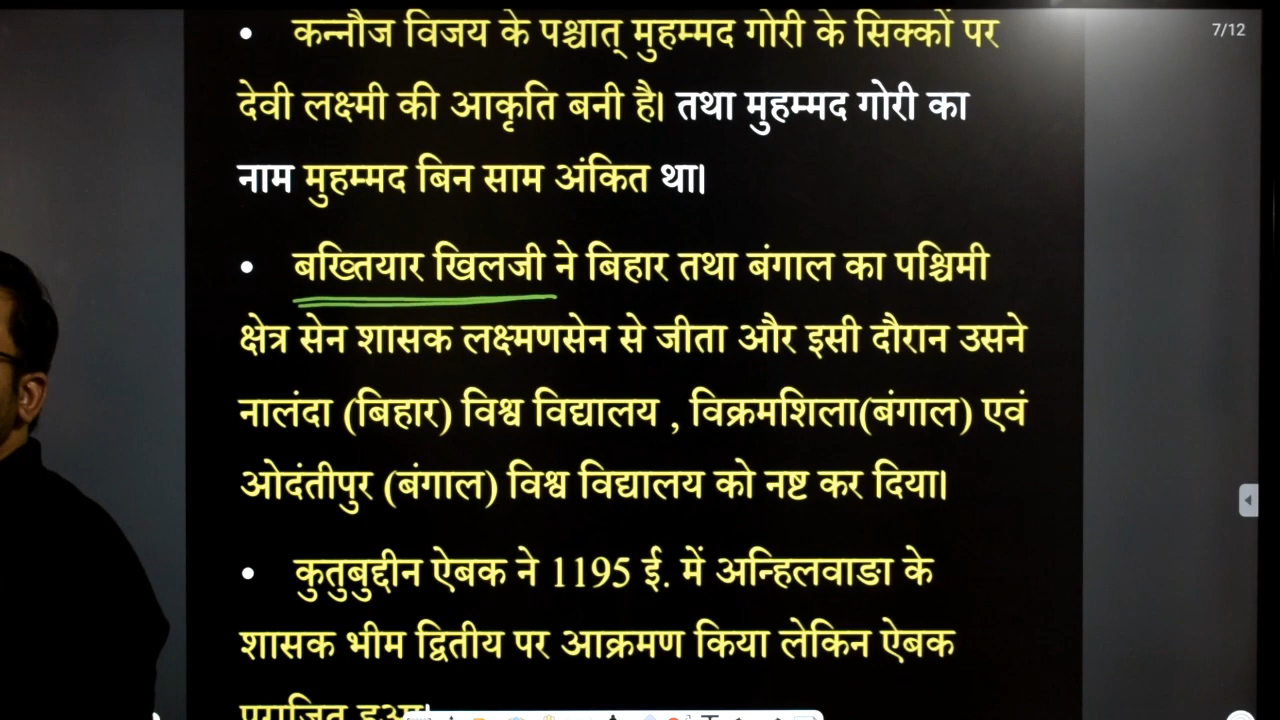 7/12
• कन्नौज विजय के पश्चात् मुहम्मद गोरी के सिक्कों पर
देवी लक्ष्मी की आकृति बनी है। तथा मुहम्मद गोरी का
नाम मुहम्मद बिन साम अंकित था।
• बख्तियार खिलजी ने बिहार तथा बंगाल का पश्चिमी
क्षेत्र सेन शासक लक्ष्मणसेन से जीता और इसी दौरान उसने
नालंदा (बिहार) विश्व विद्यालय , विक्रमशिला(बंगाल) एवं
ओदंतीपुर (बंगाल) विश्व विद्यालय को नष्ट कर दिया।
• कुतुबुद्दीन ऐबक ने 1195 ई. में अन्हिलवाङा के
शासक भीम द्वितीय पर आक्रमण किया लेकिन ऐबक
पराजित हुआ।